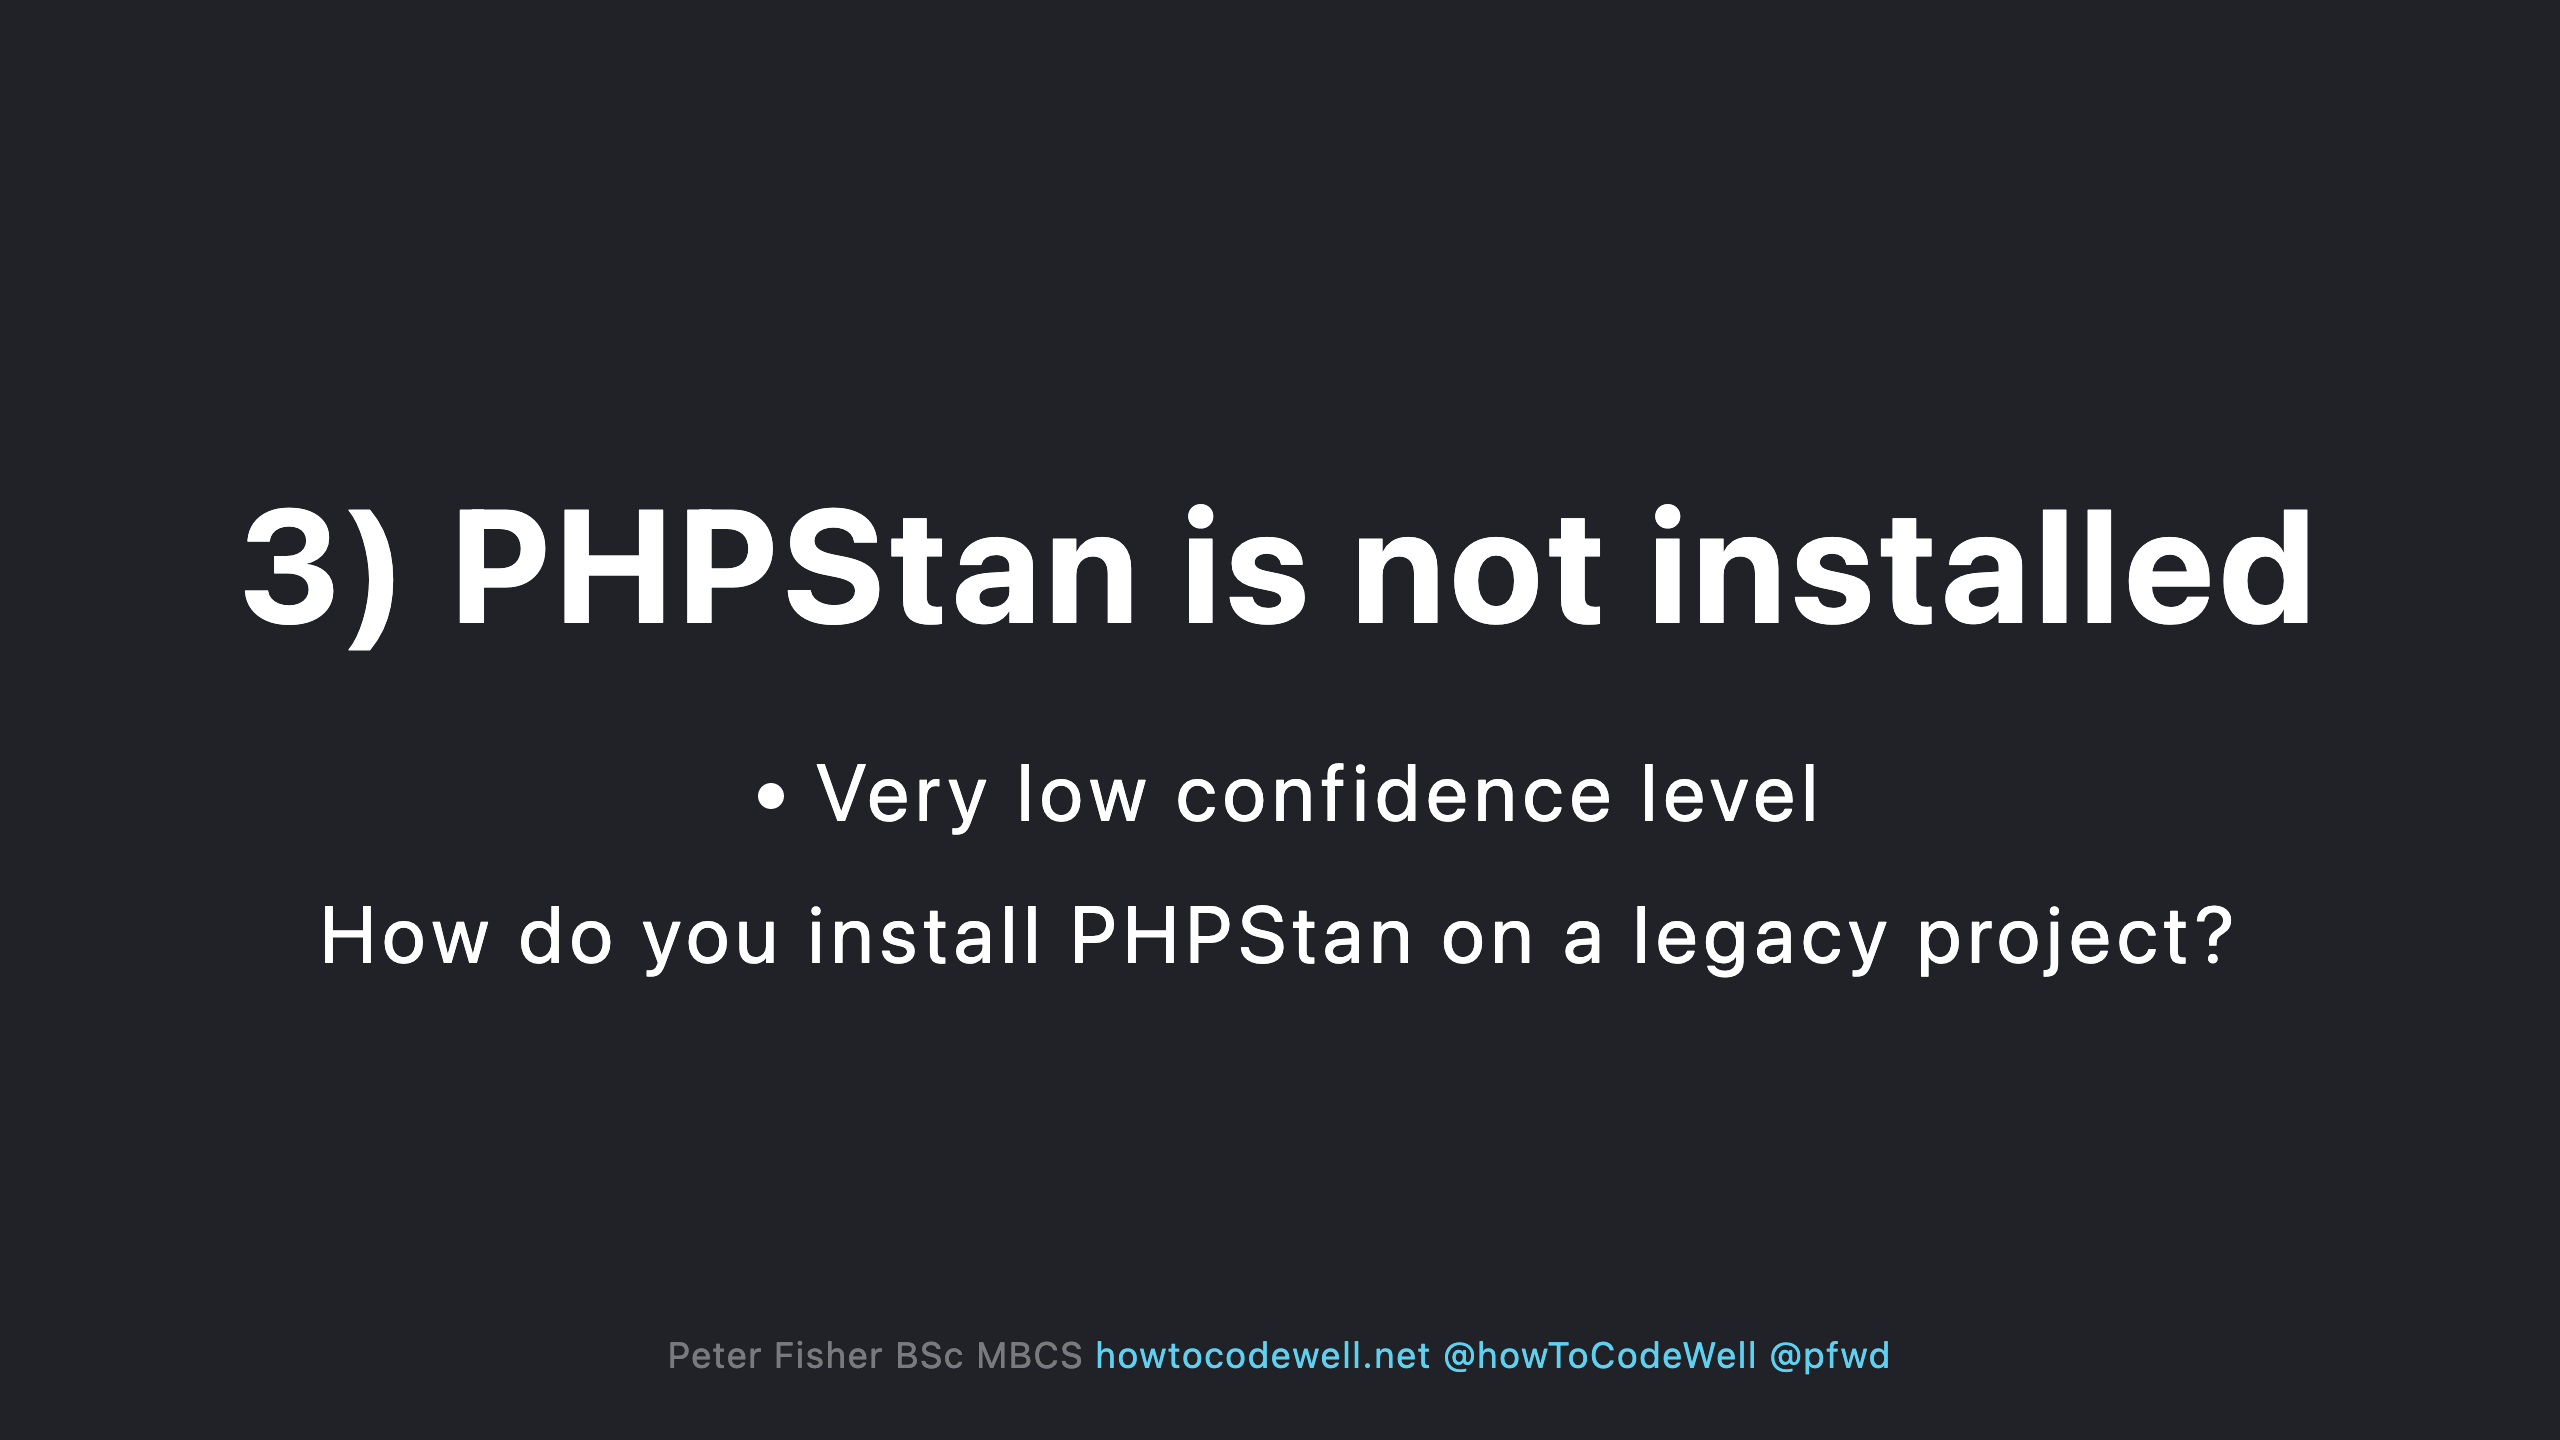 3) PHPStan is not installed
• Very low confidence level
How do you install PHPStan on a legacy project?
Peter Fisher BSc MBCS howtocodewell.net @howToCodeWell @pfwd